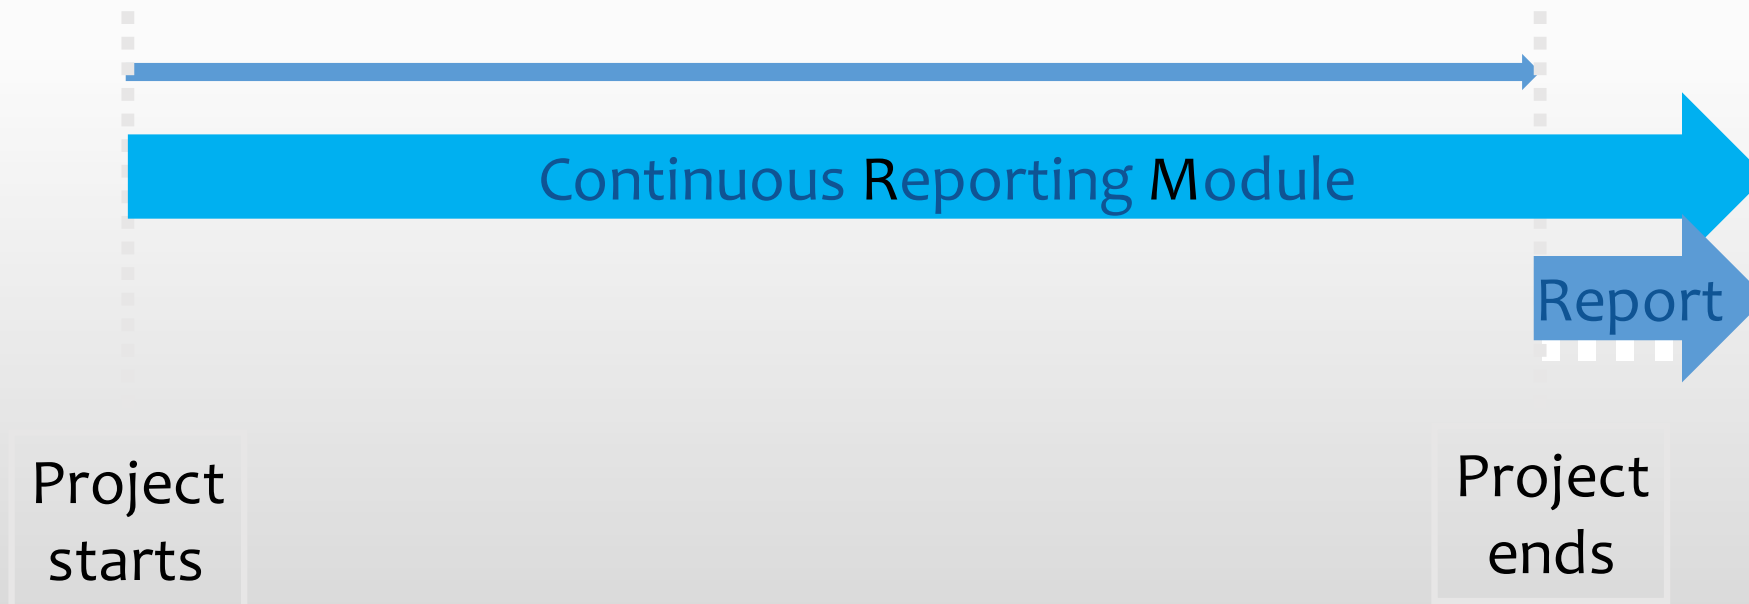 Continuous Reporting Module
Report
Project
starts
Project
ends